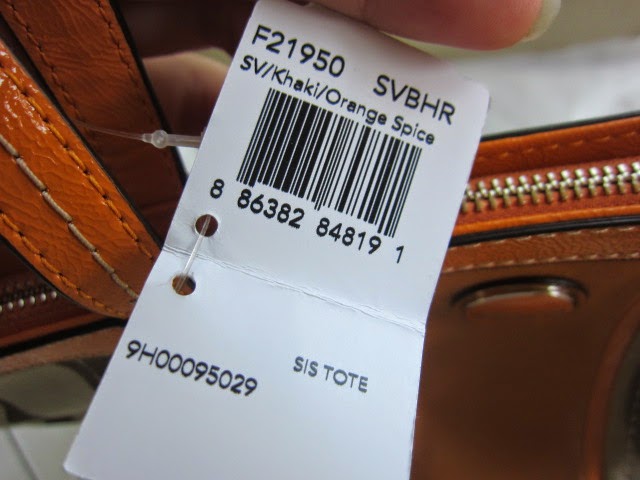 F21950 SVBHR
SV/Khaki/Orange Spice
8 86382 84819 1
9H00095029 SIS TOTE